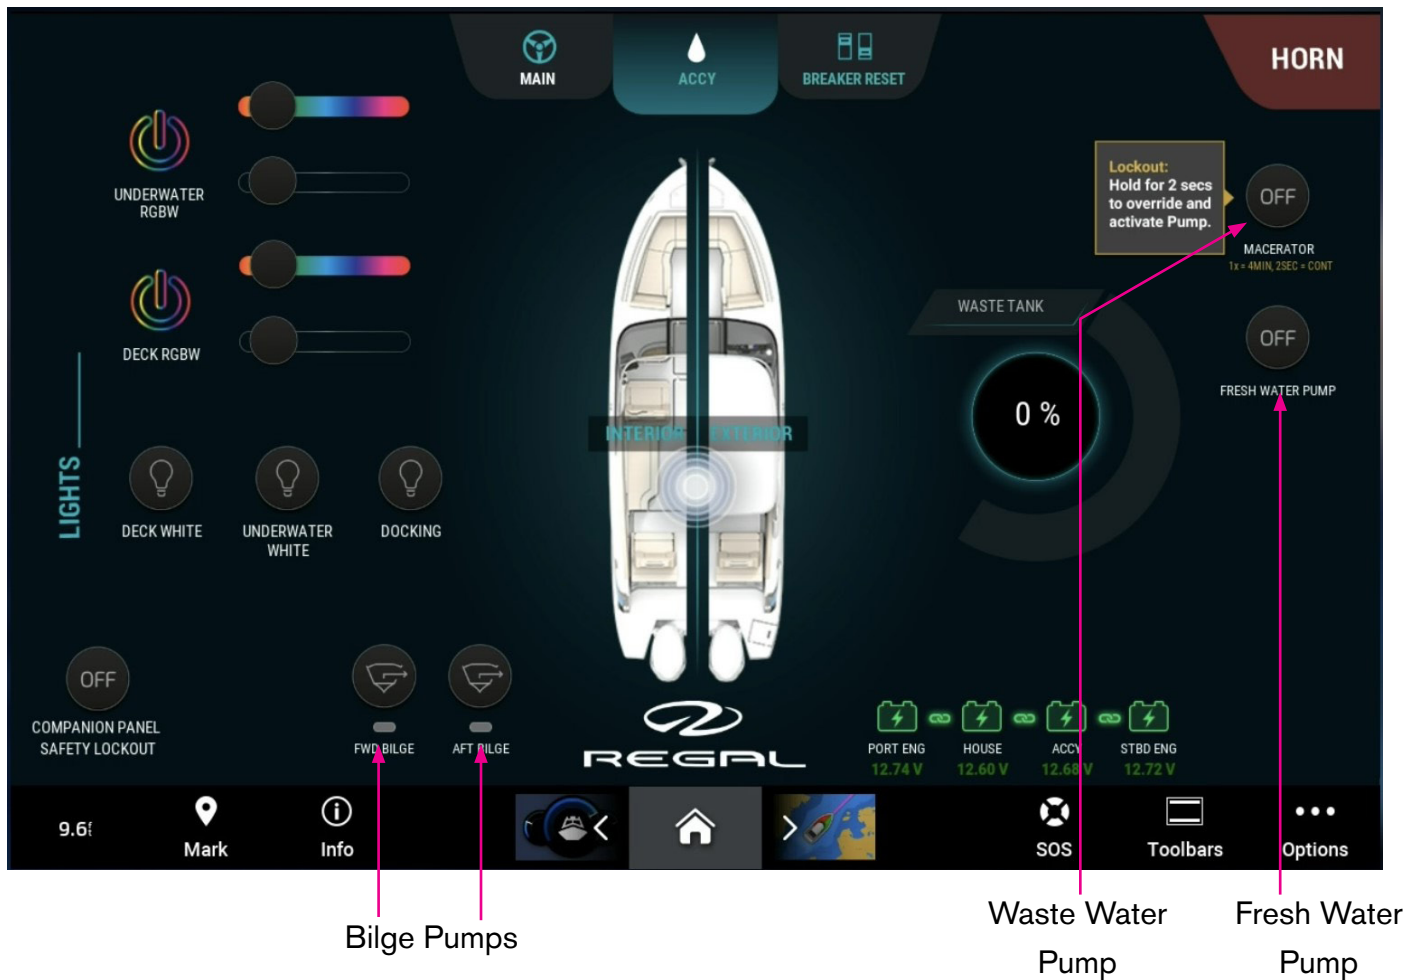 MAIN
ACCY
BREAKER RESET
HORN
UNDERWATER
RGBW
DECK RGBW
LIGHTS
DECK WHITE
UNDERWATER
WHITE
DOCKING
INTERIOR
EXTERIOR
Lockout:
Hold for 2 secs
to override and
activate Pump.
OFF
MACERATOR
1x = 4MIN, 2SEC = CONT
WASTE TANK
0 %
OFF
FRESH WATER PUMP
OFF
COMPANION PANEL
SAFETY LOCKOUT
FWD BILGE
AFT BILGE
REGAL
PORT ENG
12.74 V
HOUSE
12.60 V
ACCY
12.68 V
STBD ENG
12.72 V
9.6
Mark
Info
SOS
Toolbars
Options
Bilge Pumps
Waste Water
Pump
Fresh Water
Pump